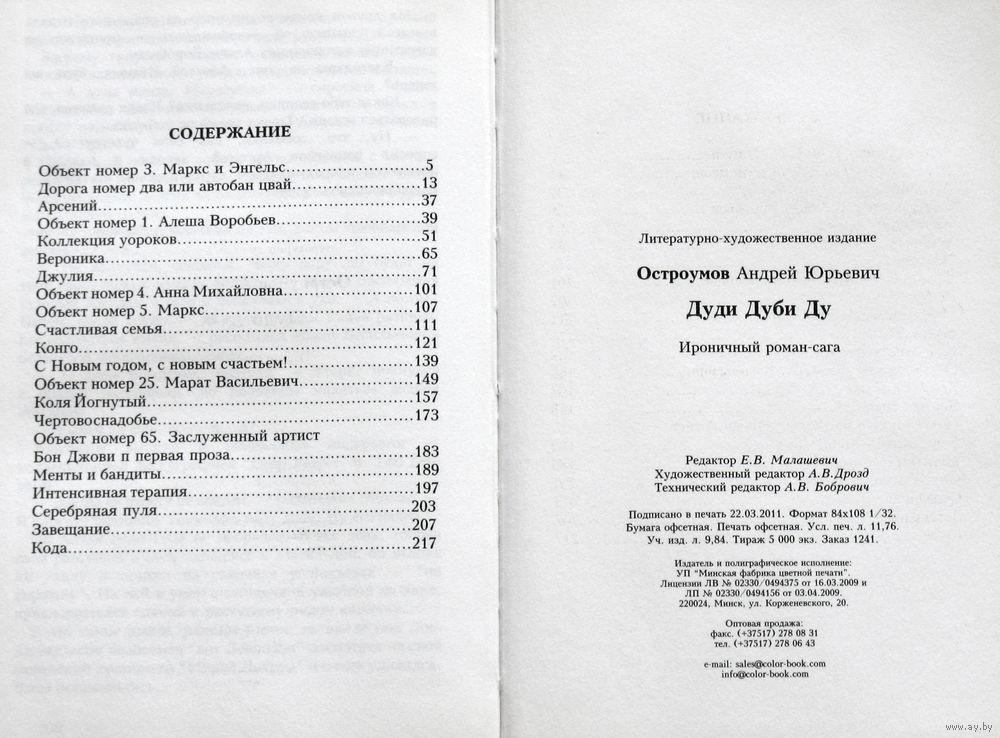 СОДЕРЖАНИЕ
Объект номер 3. Маркс и Энгельс..........................5
Дорога номер два или автобан цвай..........................13
Арсений..........................37
Объект номер 1. Алеша Воробьев..........................39
Коллекция уороков..........................51
Вероника..........................65
Джулия..........................71
Объект номер 4. Анна Михайловна..........................101
Объект номер 5. Маркс..........................107
Счастливая семья..........................111
Конго..........................121
С Новым годом, с новым счастьем!..........................139
Объект номер 25. Марат Васильевич..........................149
Коля Йогнутый..........................157
Чертовоснадобье..........................173
Объект номер 65. Заслуженный артист
Бон Джови п первая проза..........................183
Менты и бандиты..........................189
Интенсивная терапия..........................197
Серебряная пуля..........................203
Завещание..........................207
Кода..........................217
Литературно-художественное издание
Остроумов Андрей Юрьевич
Дуди Дуби Ду
Ироничный роман-сага
Редактор Е.В. Малашевич
Художественный редактор А.В.Дрозд
Технический редактор А.В. Бобрович
Подписано в печать 22.03.2011. Формат 84х108 1/32.
Бумага офсетная. Печать офсетная. Усл. печ. л. 11,76.
Уч. изд. л. 9,84. Тираж 5 000 экз. Заказ 1241.
Издатель и полиграфическое исполнение:
УП "Минская фабрика цветной печати".
Лицензии ЛВ № 02330/0494375 от 16.03.2009 и
ЛП № 02330/0494156 от 03.04.2009.
220024, Минск, ул. Корженевского, 20.
Оптовая продажа:
факс. (+37517) 278 08 31
тел. (+37517) 278 06 43
e-mail: sales@color-book.com
info@color-book.com
www.ay.by